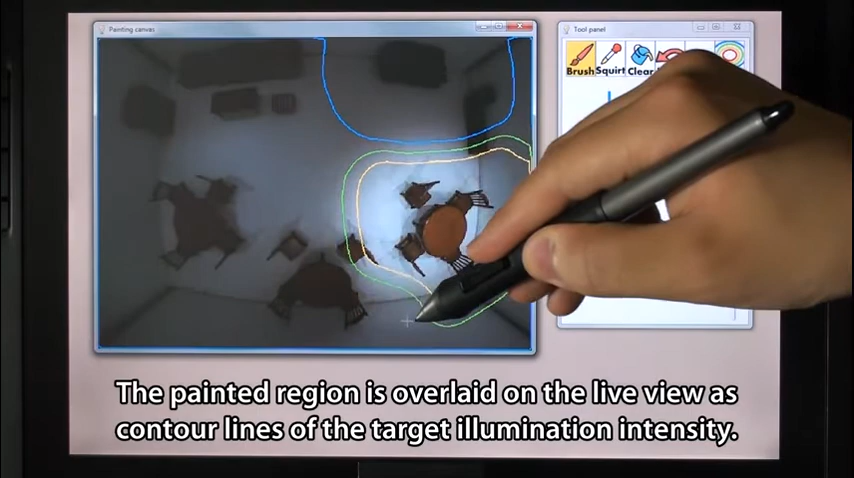 Painting canvas
Tool panel
Brush Squirt Clear
The painted region is overlaid on the live view as
contour lines of the target illumination intensity.